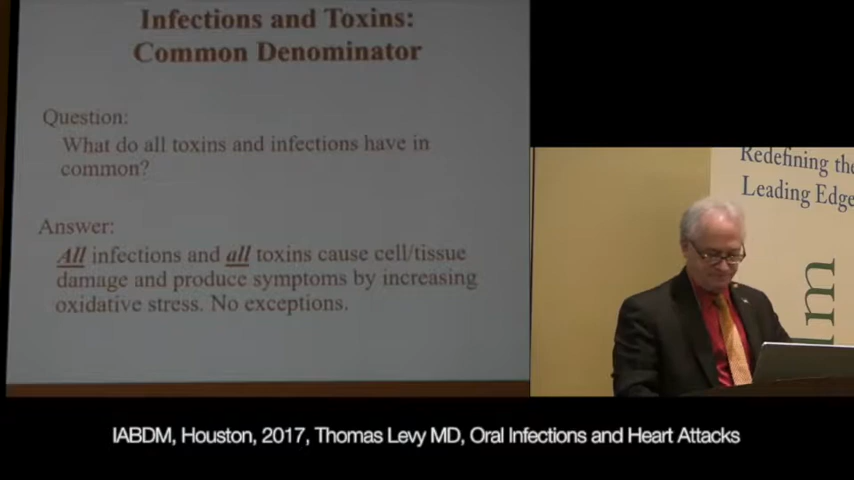 Infections and Toxins:
Common Denominator
Question:
What do all toxins and infections have in
common?
Answer:
All infections and all toxins cause cell/tissue
damage and produce symptoms by increasing
oxidative stress. No exceptions.
Redefining the
Leading Edge
dm
IABDM, Houston, 2017, Thomas Levy MD, Oral Infections and Heart Attacks